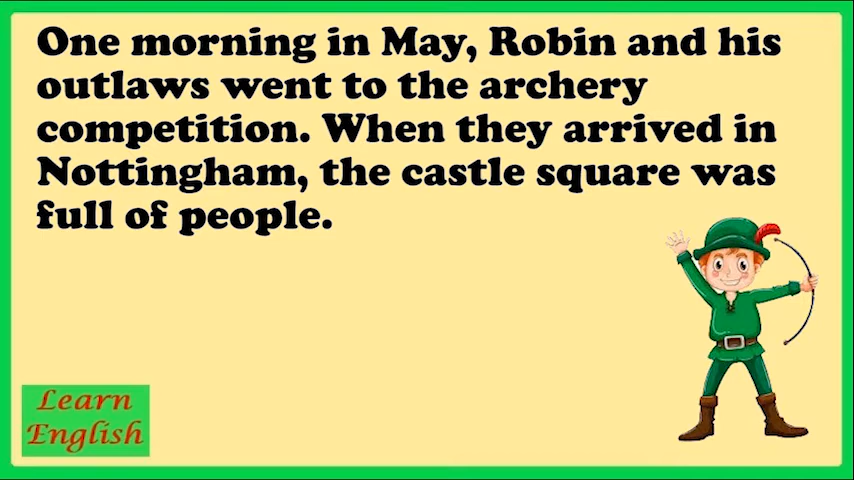 One morning in May, Robin and his
outlaws went to the archery
competition. When they arrived in
Nottingham, the castle square was
full of people.
Learn
English